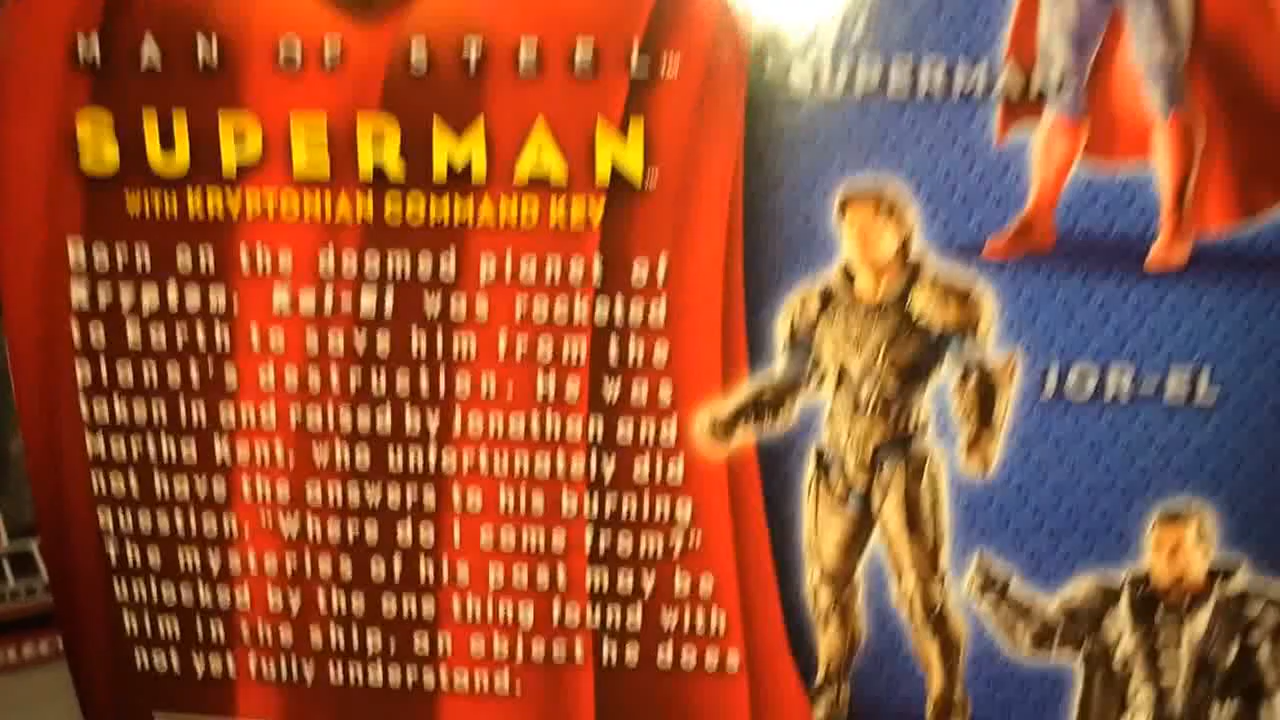 MAN OF STEEL
SUPERMAN
WITH KRYPTONIAN COMMAND KEY
Born on the doomed planet of
Krypton, Kal-El was rocketed
to Earth to save him from the
planet's destruction. He was
taken in and raised by Jonathan and
Martha Kent, who unfortunately did
not have the answers to his burning
question, "Where do I come from?"
The mysteries of his past may be
unlocked by the one thing found with
him in the ship, an object he does
not yet fully understand.
SUPERMAN
JOR-EL